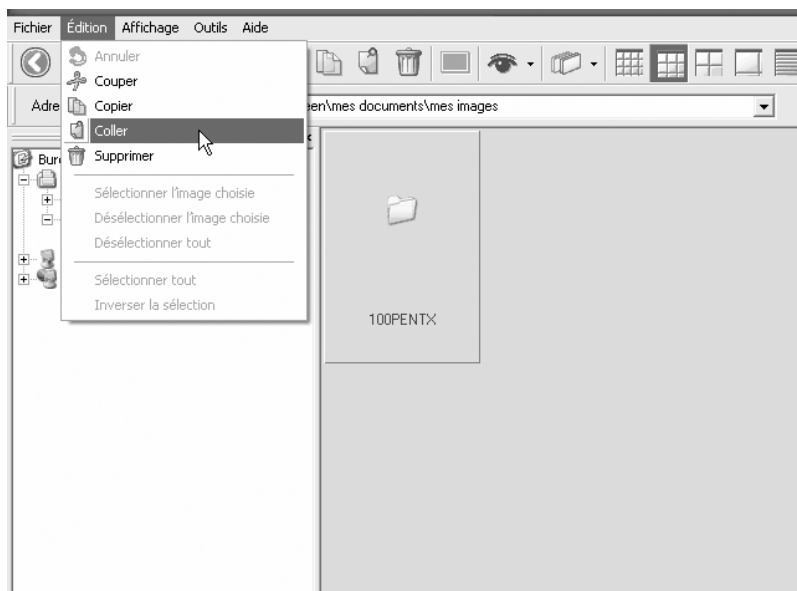 Fichier Édition Affichage Outils Aide
Annuler
Couper
Adre
Copier
een\mes documents\mes images
Coller
Bure
Supprimer
Sélectionner l'image choisie
Désélectionner l'image choisie
Désélectionner tout
Sélectionner tout
Inverser la sélection
100PENTX